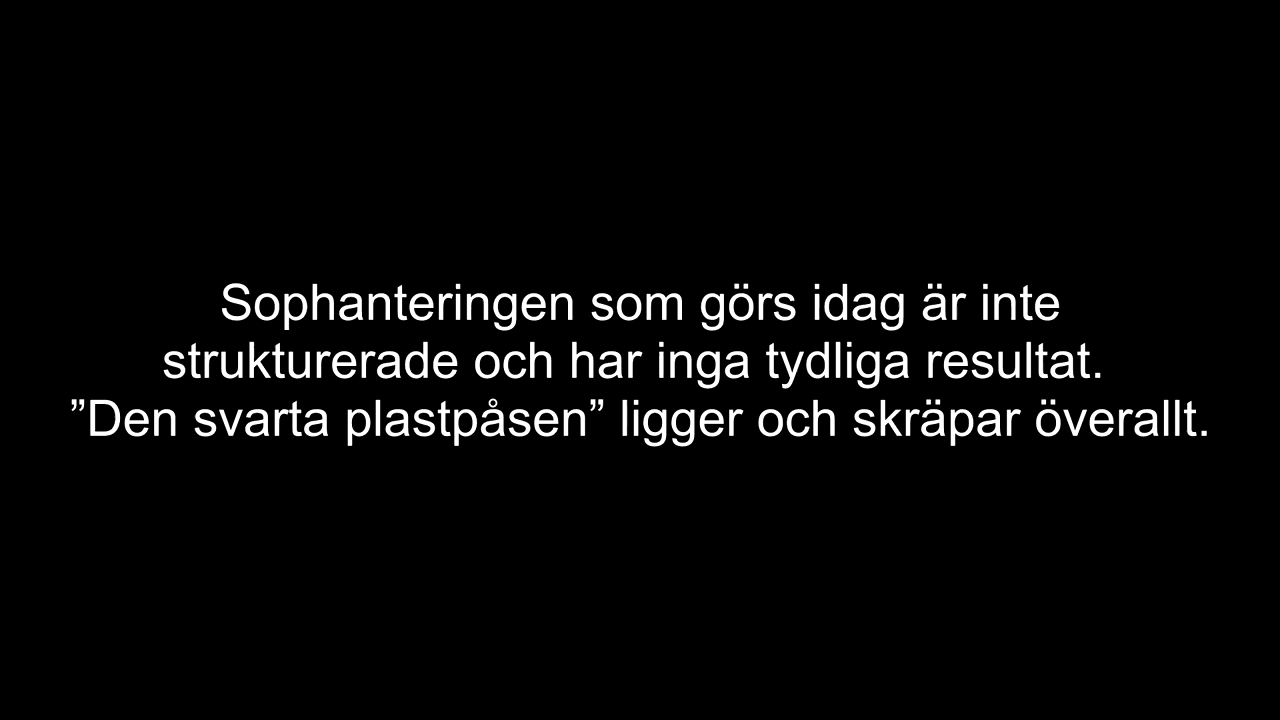 Sophanteringen som görs idag är inte
strukturerade och har inga tydliga resultat.
”Den svarta plastpåsen” ligger och skräpar överallt.